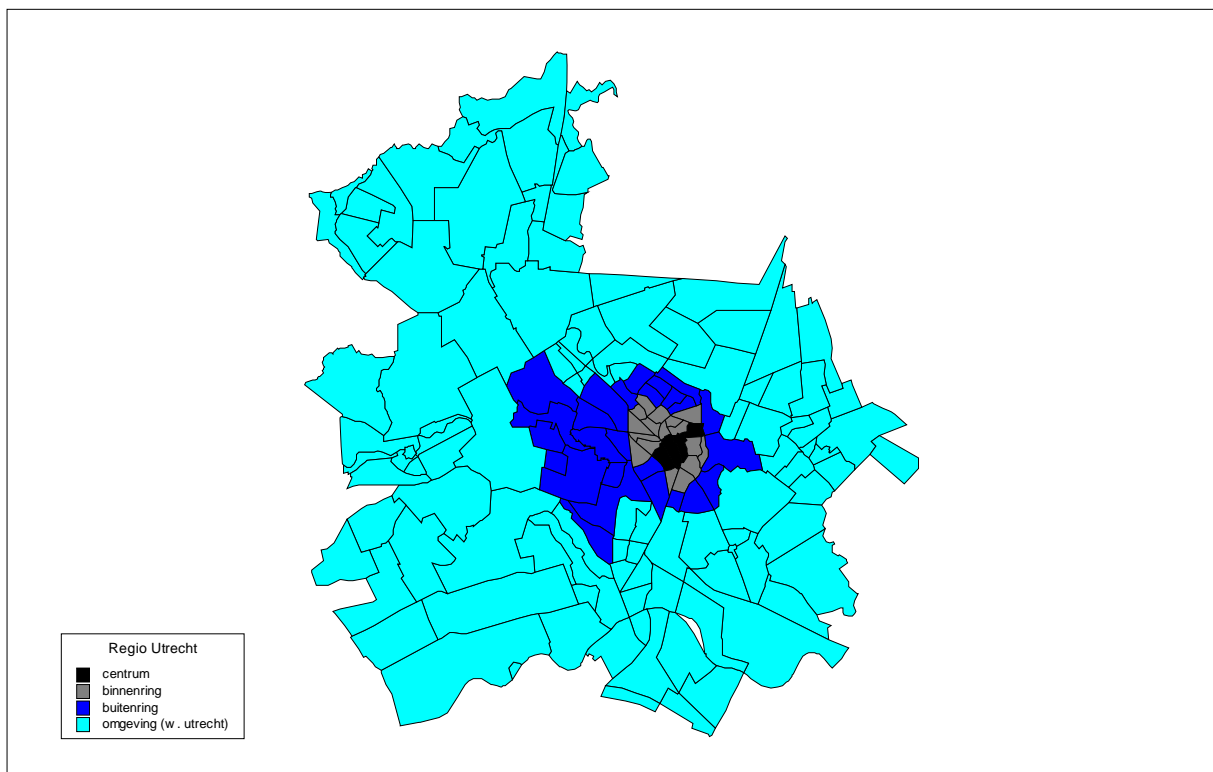 Regio Utrecht
centrum
binnenring
buitenring
omgeving (w . utrecht)